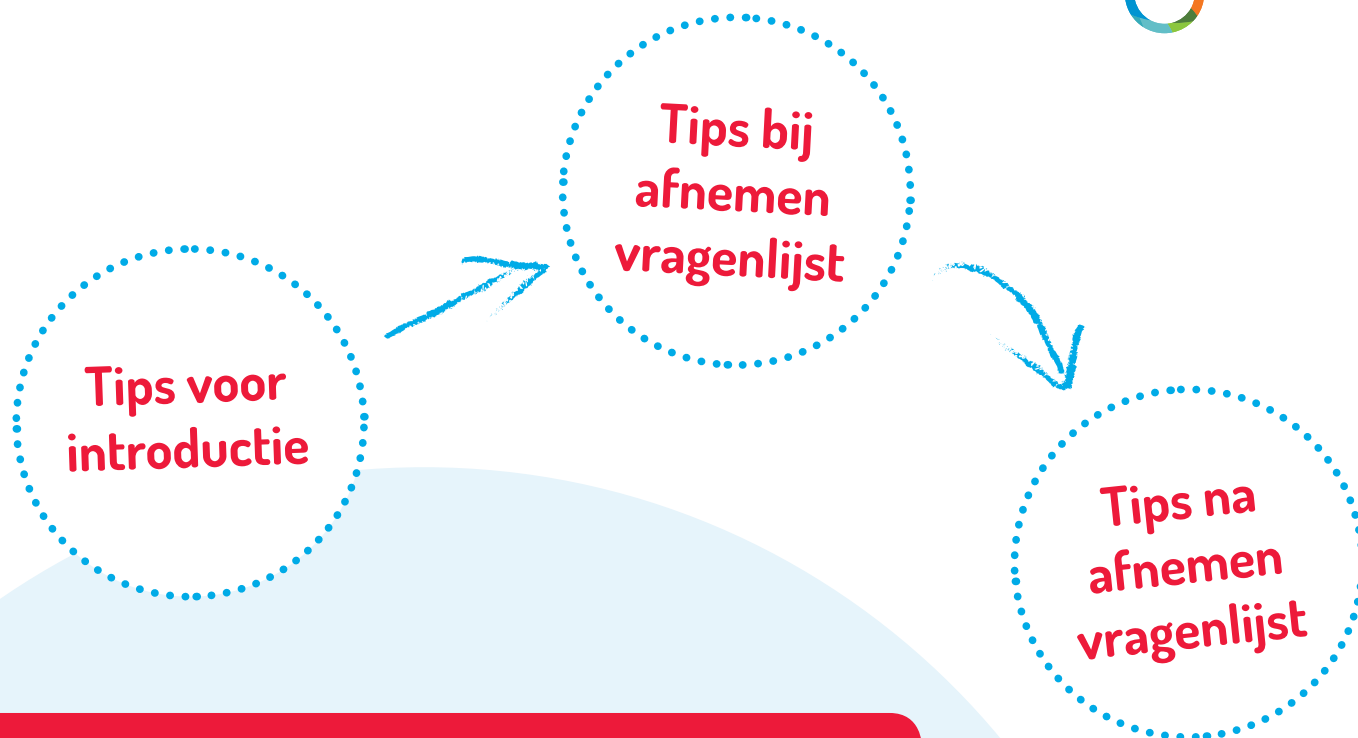 Tips voor
introductie
Tips bij
afnemen
vragenlijst
Tips na
afnemen
vragenlijst